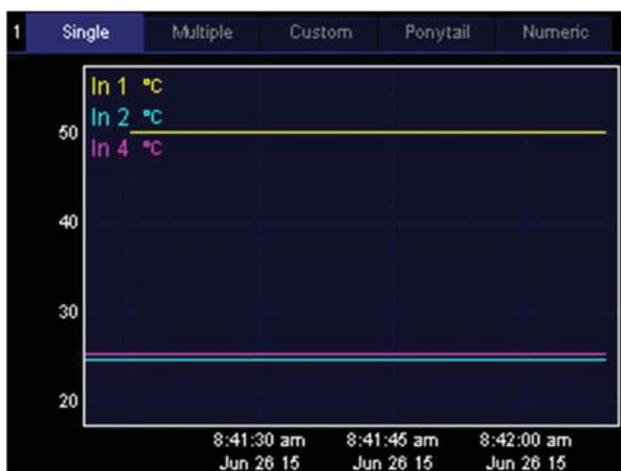 1 Single Multiple Custom Ponytail Numeric
In 1 °C
In 2 °C
50
In 4 °C
40
30
20
8:41:30 am 8:41:45 am 8:42:00 am
Jun 26 15 Jun 26 15 Jun 26 15